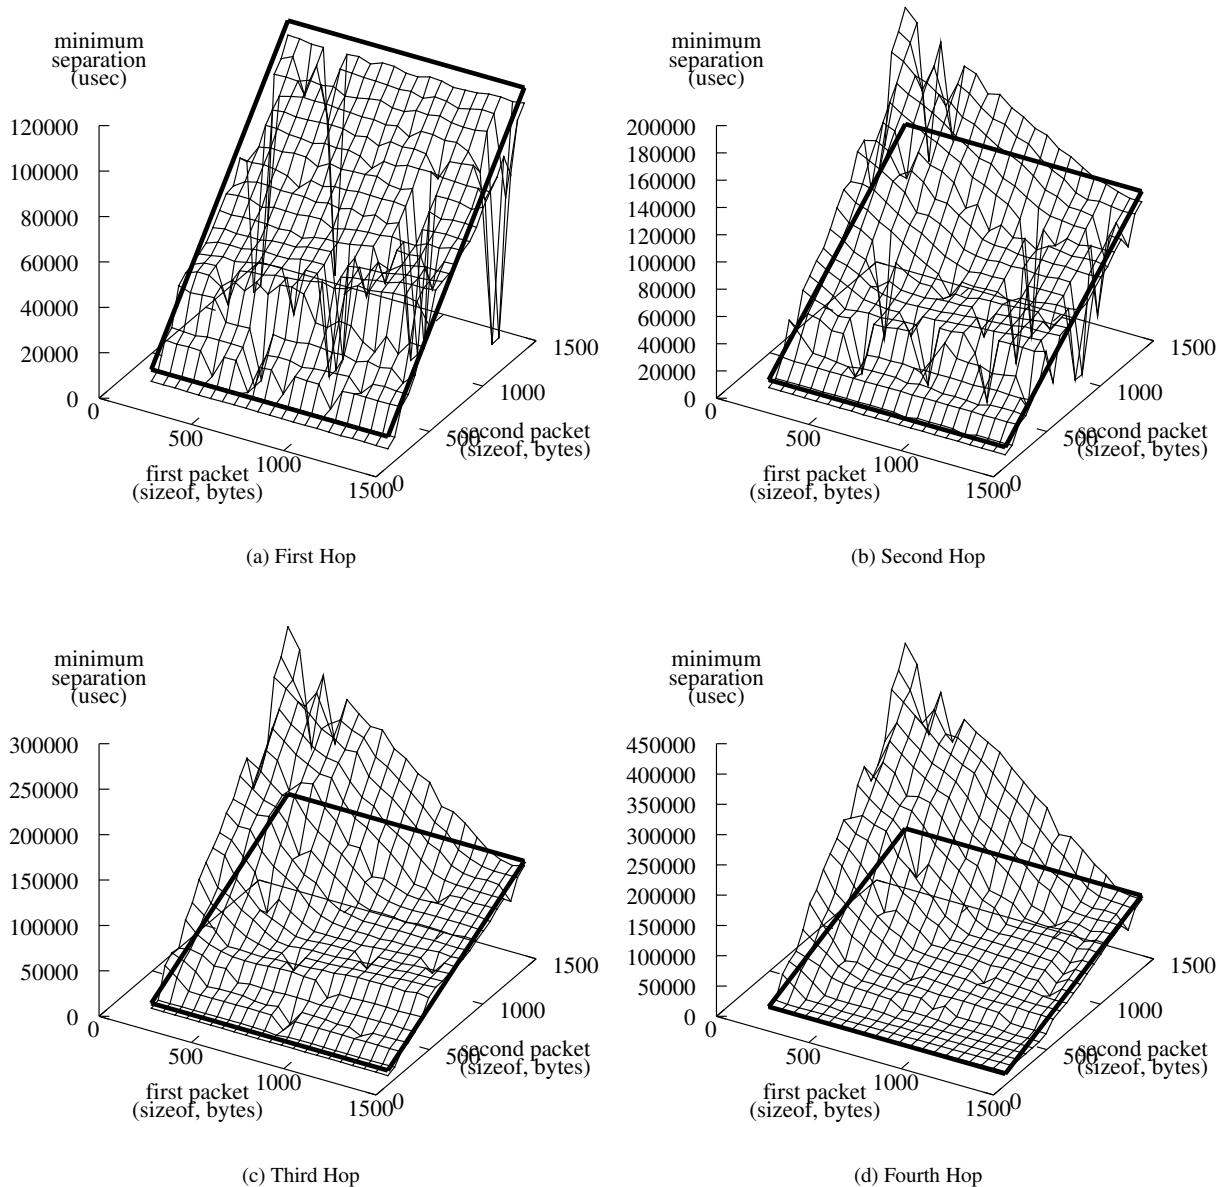 minimum
separation
(usec)
120000
100000
80000
60000
40000
20000
0
0
500
1000
1500
first packet
(sizeof, bytes)
0
500
1000
1500
second packet
(sizeof, bytes)
(a) First Hop
minimum
separation
(usec)
200000
180000
160000
140000
120000
100000
80000
60000
40000
20000
0
0
500
1000
1500
first packet
(sizeof, bytes)
0
500
1000
1500
second packet
(sizeof, bytes)
(b) Second Hop
minimum
separation
(usec)
300000
250000
200000
150000
100000
50000
0
0
500
1000
1500
first packet
(sizeof, bytes)
0
500
1000
1500
second packet
(sizeof, bytes)
(c) Third Hop
minimum
separation
(usec)
450000
400000
350000
300000
250000
200000
150000
100000
50000
0
0
500
1000
1500
first packet
(sizeof, bytes)
0
500
1000
1500
second packet
(sizeof, bytes)
(d) Fourth Hop